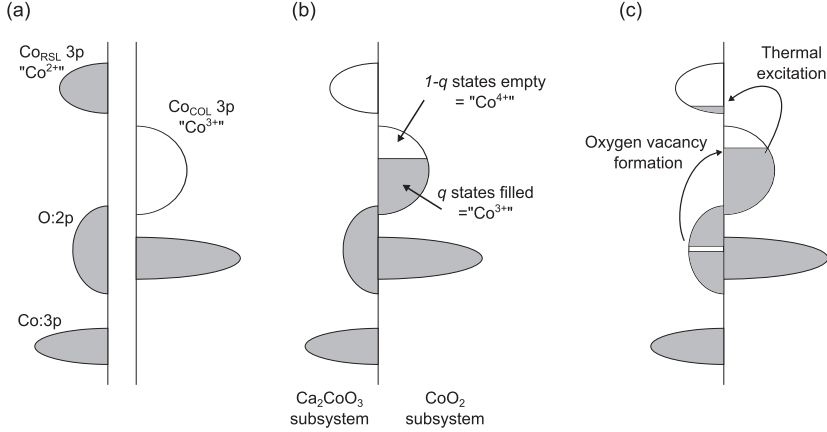 (a)
Co_RSL 3p
"Co²⁺"
Co_COL 3p
"Co³⁺"
O:2p
Co:3p
(b)
1-q states empty
= "Co⁴⁺"
q states filled
="Co³⁺"
Ca₂CoO₃
subsystem
CoO₂
subsystem
(c)
Thermal
excitation
Oxygen vacancy
formation